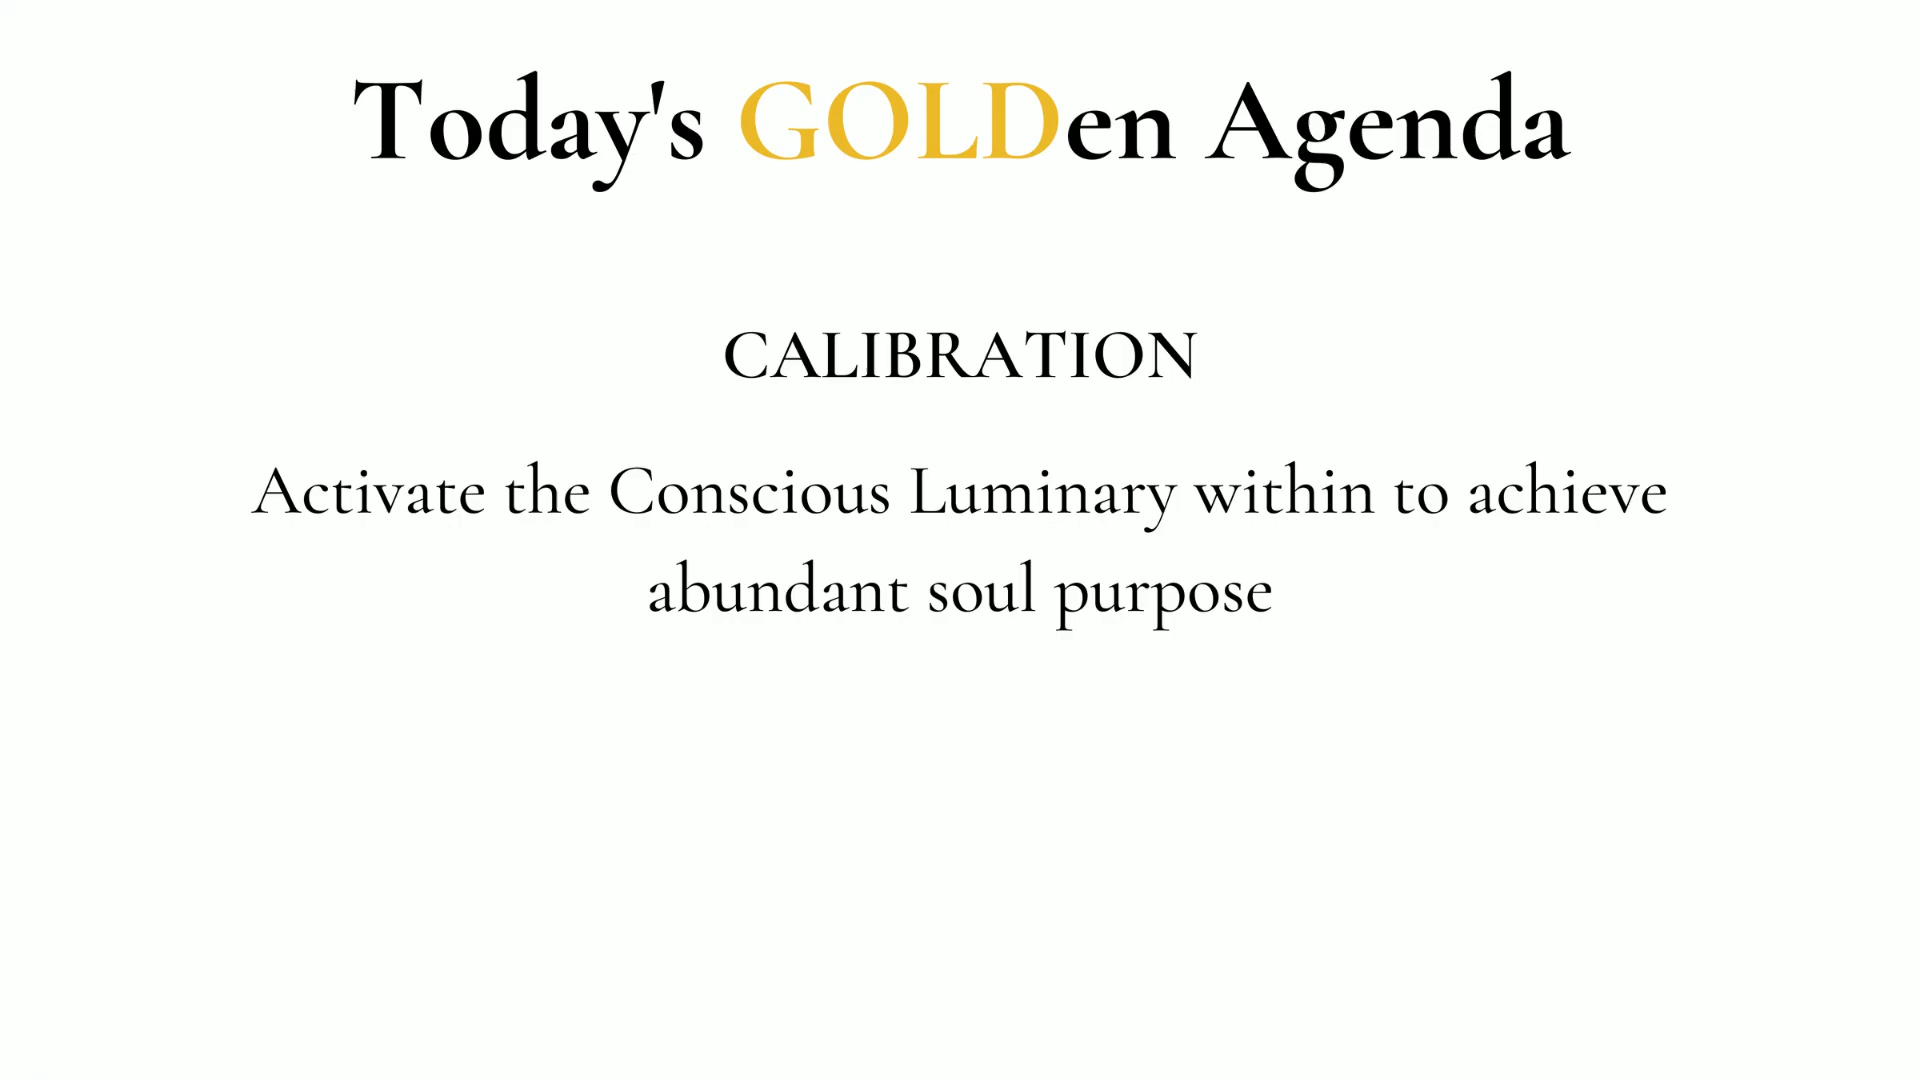 Today's GOLDen Agenda
CALIBRATION
Activate the Conscious Luminary within to achieve
abundant soul purpose